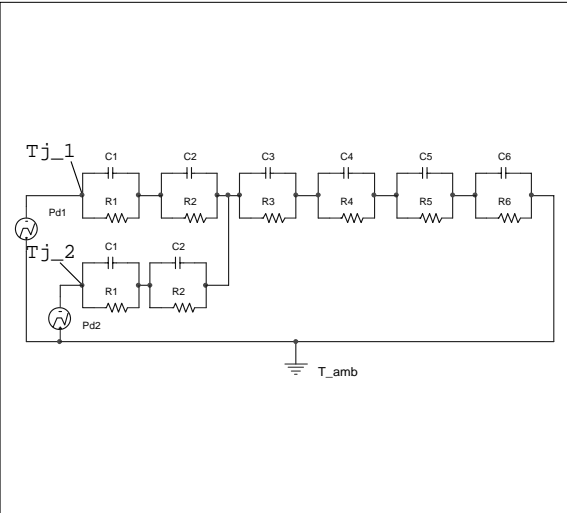 Tj_1
C1 C2 C3 C4 C5 C6
R1 R2 R3 R4 R5 R6
Pd1
Tj_2
C1 C2
R1 R2
Pd2
T_amb